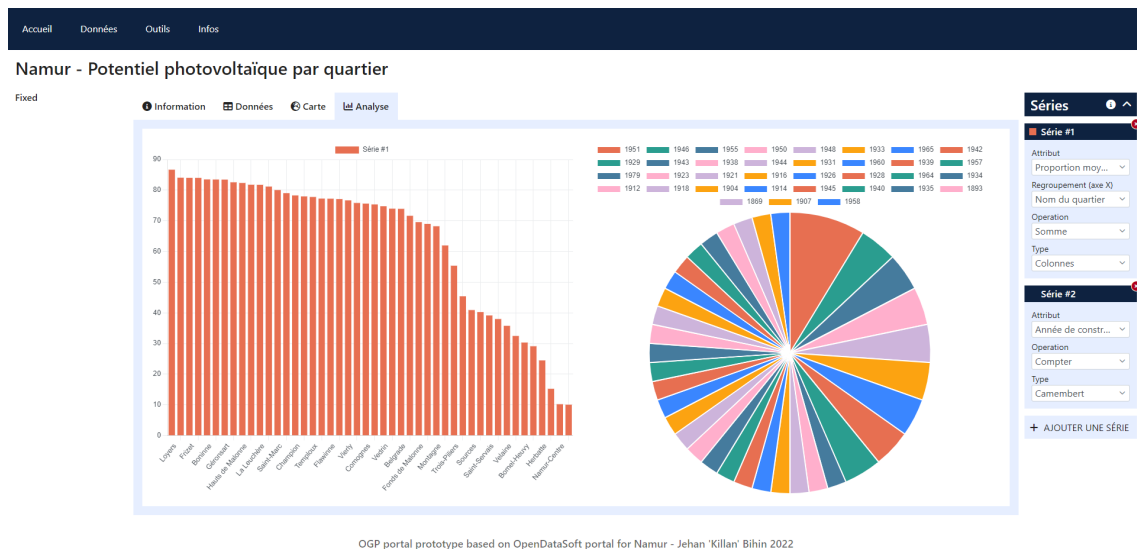 Accueil Données Outils Infos
Namur - Potentiel photovoltaïque par quartier
Fixed
Information Données Carte Analyse
Série #1
90
80
70
60
50
40
30
20
10
0
Loyers Frizet Boninne Géronsart Hauts de Malonne La Leuchère Saint-Marc Champion Temploux Flawinne Vierly Comognes Vedrin Belgrade Fonds de Malonne Montagne Trois-Piliers Sources Saint-Servais Velaine Bomel-Heuvy Herbatte Namur-Centre
1951 1946 1955 1950 1948 1933 1965 1942
1929 1943 1938 1944 1931 1960 1939 1957
1979 1923 1921 1916 1926 1928 1964 1934
1912 1918 1904 1914 1945 1940 1935 1893
1869 1907 1958
Séries
Série #1
Attribut
Proportion moy...
Regroupement (axe X)
Nom du quartier
Operation
Somme
Type
Colonnes
Série #2
Attribut
Année de constr...
Operation
Compter
Type
Camembert
+ AJOUTER UNE SÉRIE
OGP portal prototype based on OpenDataSoft portal for Namur - Jehan 'Killan' Bihin 2022